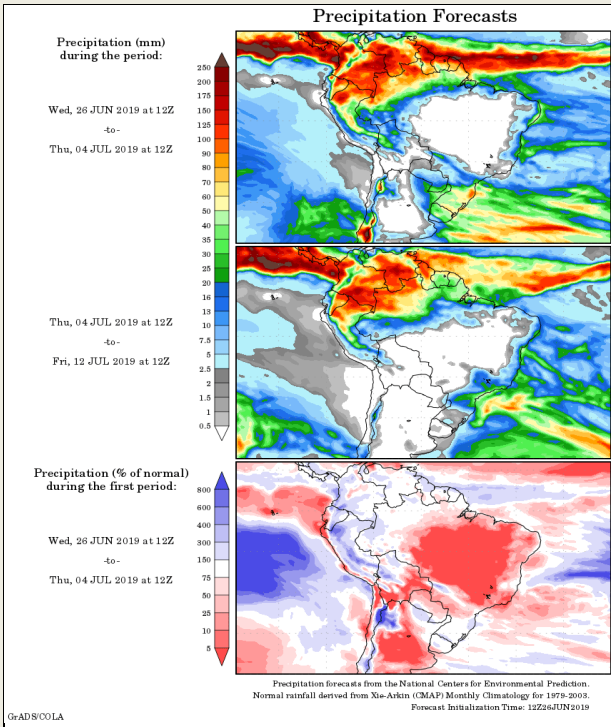 Precipitation Forecasts
Precipitation (mm)
during the period:
Wed, 26 JUN 2019 at 12Z
-to-
Thu, 04 JUL 2019 at 12Z
250
200
175
150
125
100
90
80
70
60
50
40
35
30
25
20
16
13
10
7.5
5
2.5
2
1.5
1
0.5
Thu, 04 JUL 2019 at 12Z
-to-
Fri, 12 JUL 2019 at 12Z
Precipitation (% of normal)
during the first period:
Wed, 26 JUN 2019 at 12Z
-to-
Thu, 04 JUL 2019 at 12Z
800
600
400
300
150
75
50
25
10
5
Precipitation forecasts from the National Centers for Environmental Prediction.
Normal rainfall derived from Xie-Arkin (CMAP) Monthly Climatology for 1979-2003.
Forecast Initialization Time: 12Z26JUN2019
GrADS/COLA